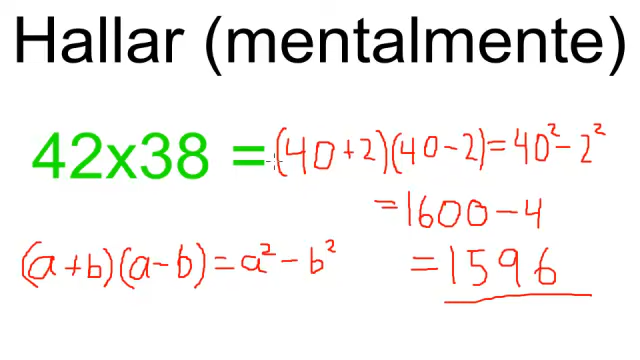 Hallar (mentalmente)
42x38 = (40+2)(40-2)=40²-2²
=1600-4
(a+b)(a-b)=a²-b²
=1596